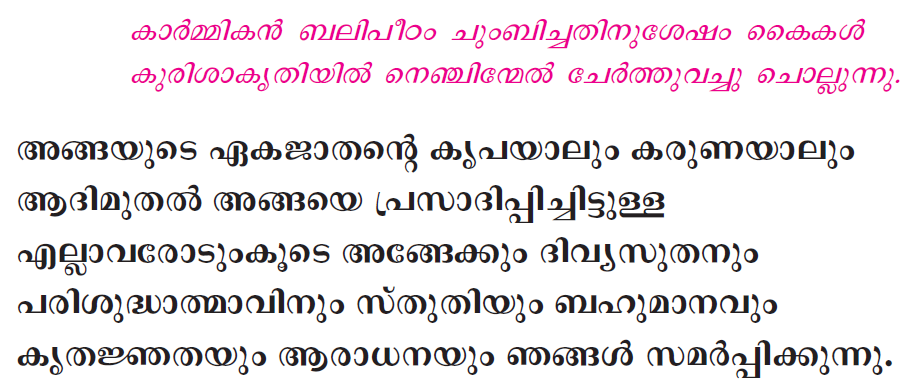 കാർമ്മികൻ ബലിപീഠം ചുംബിച്ചതിനുശേഷം കൈകൾ
കുരിശാകൃതിയിൽ നെഞ്ചിന്മേൽ ചേർത്തുവച്ചു ചൊല്ലുന്നു.
അങ്ങയുടെ ഏകജാതന്റെ കൃപയാലും കരുണയാലും
ആദിമുതൽ അങ്ങയെ പ്രസാദിപ്പിച്ചിട്ടുള്ള
എല്ലാവരോടുംകൂടെ അങ്ങേക്കും ദിവ്യസുതനും
പരിശുദ്ധാത്മാവിനും സ്തുതിയും ബഹുമാനവും
കൃതജ്ഞതയും ആരാധനയും ഞങ്ങൾ സമർപ്പിക്കുന്നു.